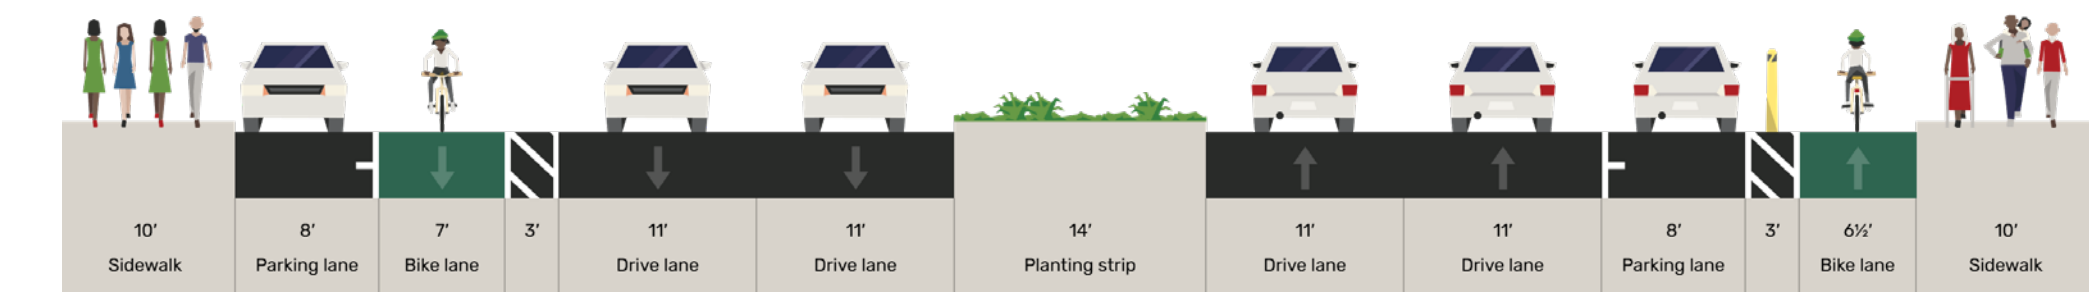 10′ 8′ 7′ 3′ 11′ 11′ 14′ 11′ 11′ 8′ 3′ 6½′ 10′
Sidewalk Parking lane Bike lane Drive lane Drive lane Planting strip Drive lane Drive lane Parking lane Bike lane Sidewalk